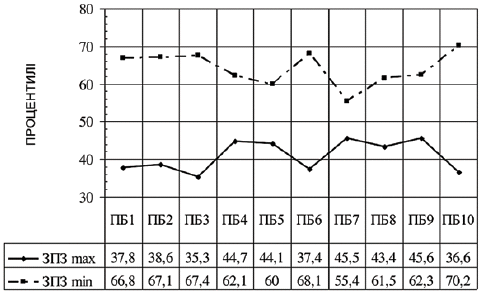 ПРОЦЕНТИЛІ
80
70
60
50
40
30
ПБ1 ПБ2 ПБ3 ПБ4 ПБ5 ПБ6 ПБ7 ПБ8 ПБ9 ПБ10
ЗПЗ max 37,8 38,6 35,3 44,7 44,1 37,4 45,5 43,4 45,6 36,6
ЗПЗ min 66,8 67,1 67,4 62,1 60 68,1 55,4 61,5 62,3 70,2